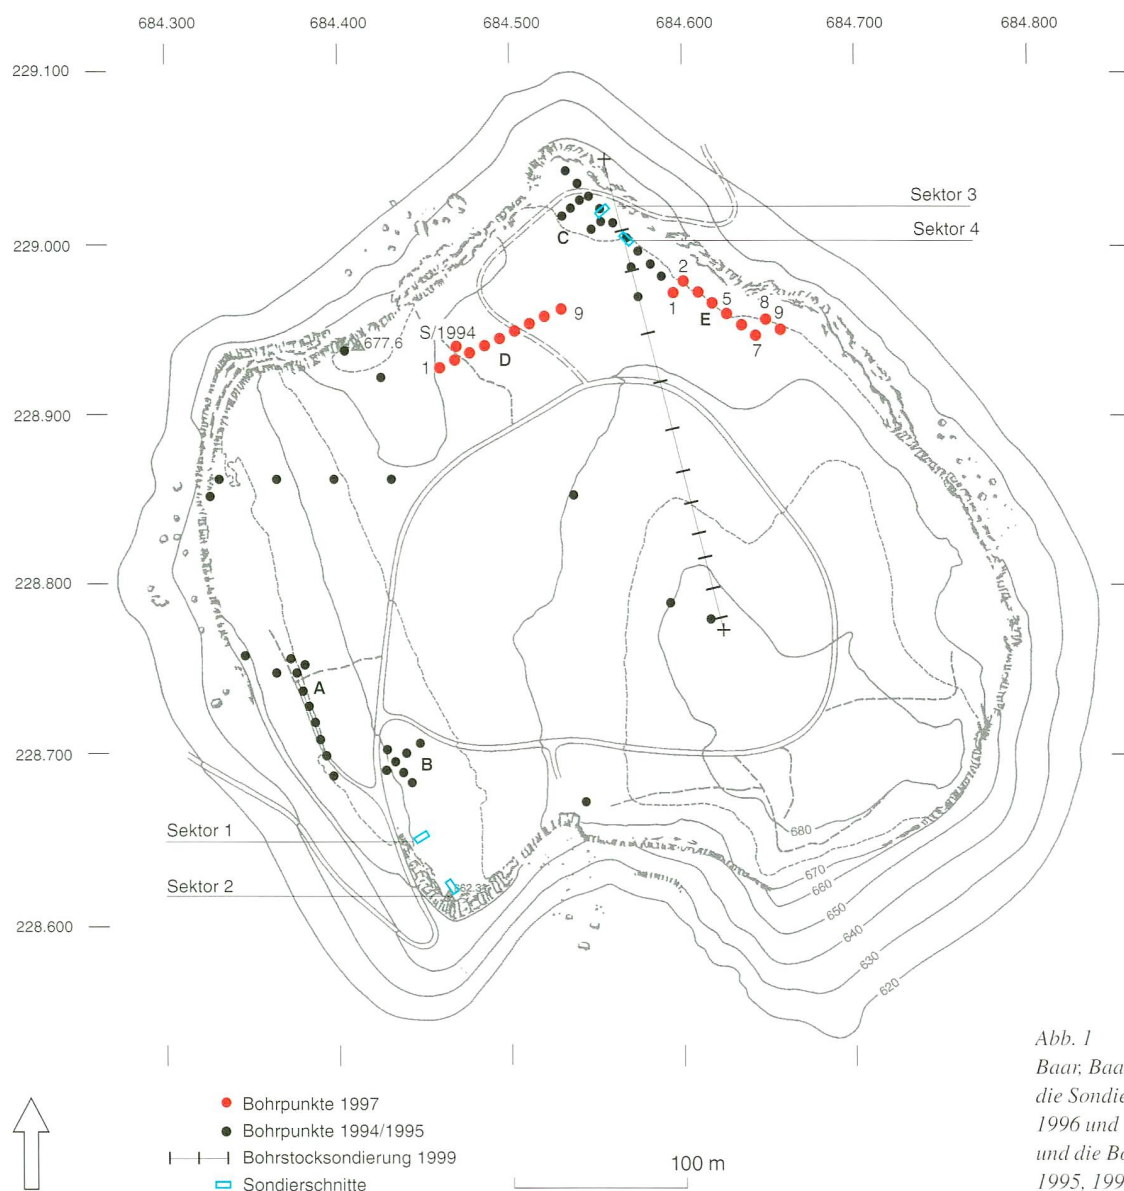 684.300 684.400 684.500 684.600 684.700 684.800
229.100
Sektor 3
Sektor 4
229.000
C
2
1
5
E
8
9
7
9
S/1994
677.6
1
D
228.900
228.800
A
228.700
B
Sektor 1
680
670
660
Sektor 2
650
228.600
640
630
620
Abb. 1
Baar, Baa
die Sondie
1996 und
und die Bo
1995, 199
Bohrpunkte 1997
Bohrpunkte 1994/1995
Bohrstocksondierung 1999
Sondierschnitte
100 m